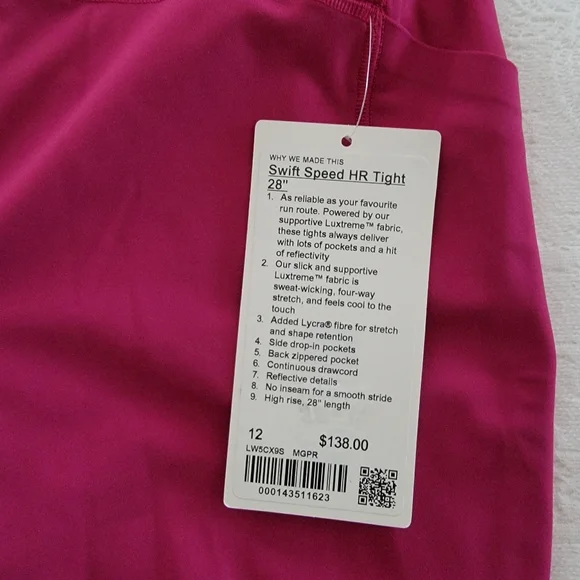 WHY WE MADE THIS
Swift Speed HR Tight
28"
1. As reliable as your favourite
run route. Powered by our
supportive Luxtreme™ fabric,
these tights always deliver
with lots of pockets and a hit
of reflectivity
2. Our slick and supportive
Luxtreme™ fabric is
sweat-wicking, four-way
stretch, and feels cool to the
touch
3. Added Lycra® fibre for stretch
and shape retention
4. Side drop-in pockets
5. Back zippered pocket
6. Continuous drawcord
7. Reflective details
8. No inseam for a smooth stride
9. High rise, 28" length
12 $138.00
LW5CX9S MGPR
000143511623